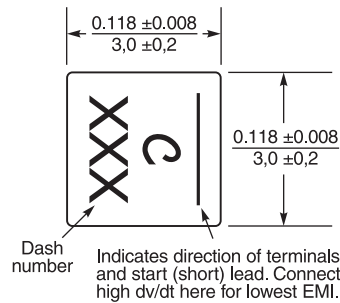 0.118 ±0.008
3,0 ±0,2
XXX
C
0.118 ±0.008
3,0 ±0,2
Dash
number
Indicates direction of terminals
and start (short) lead. Connect
high dv/dt here for lowest EMI.